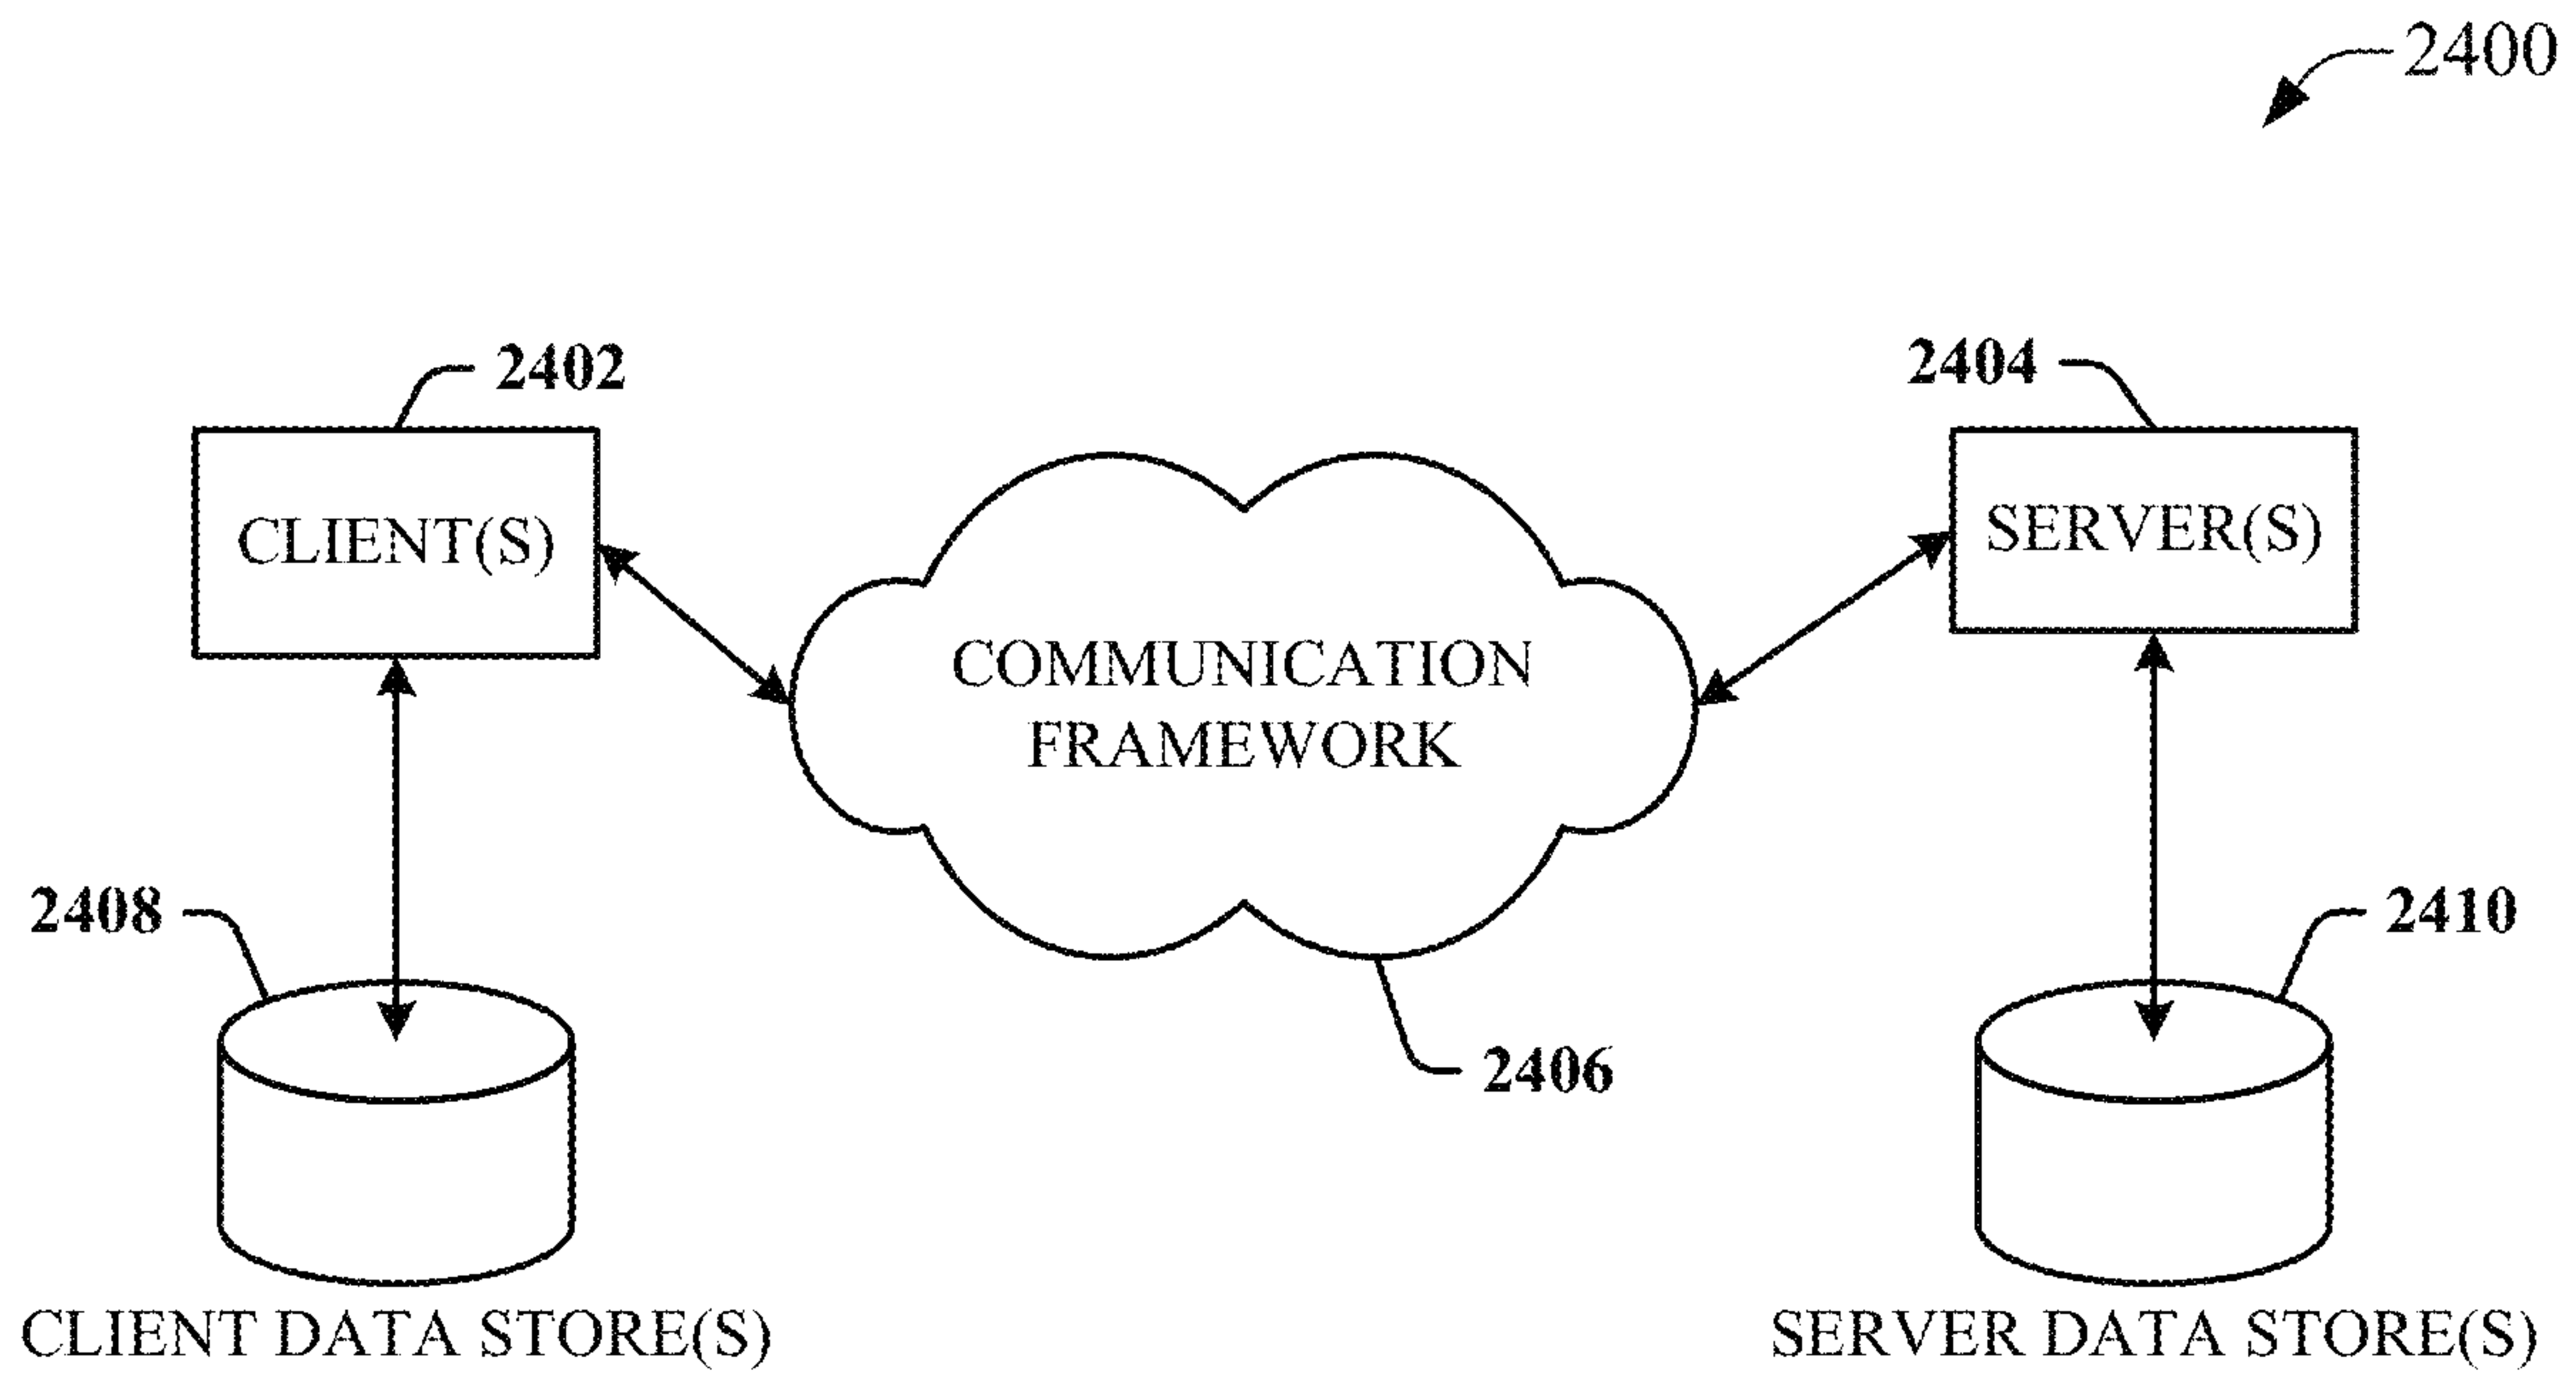 2400
2402
2404
CLIENT(S)
SERVER(S)
COMMUNICATION
FRAMEWORK
2408
2410
2406
CLIENT DATA STORE(S)
SERVER DATA STORE(S)